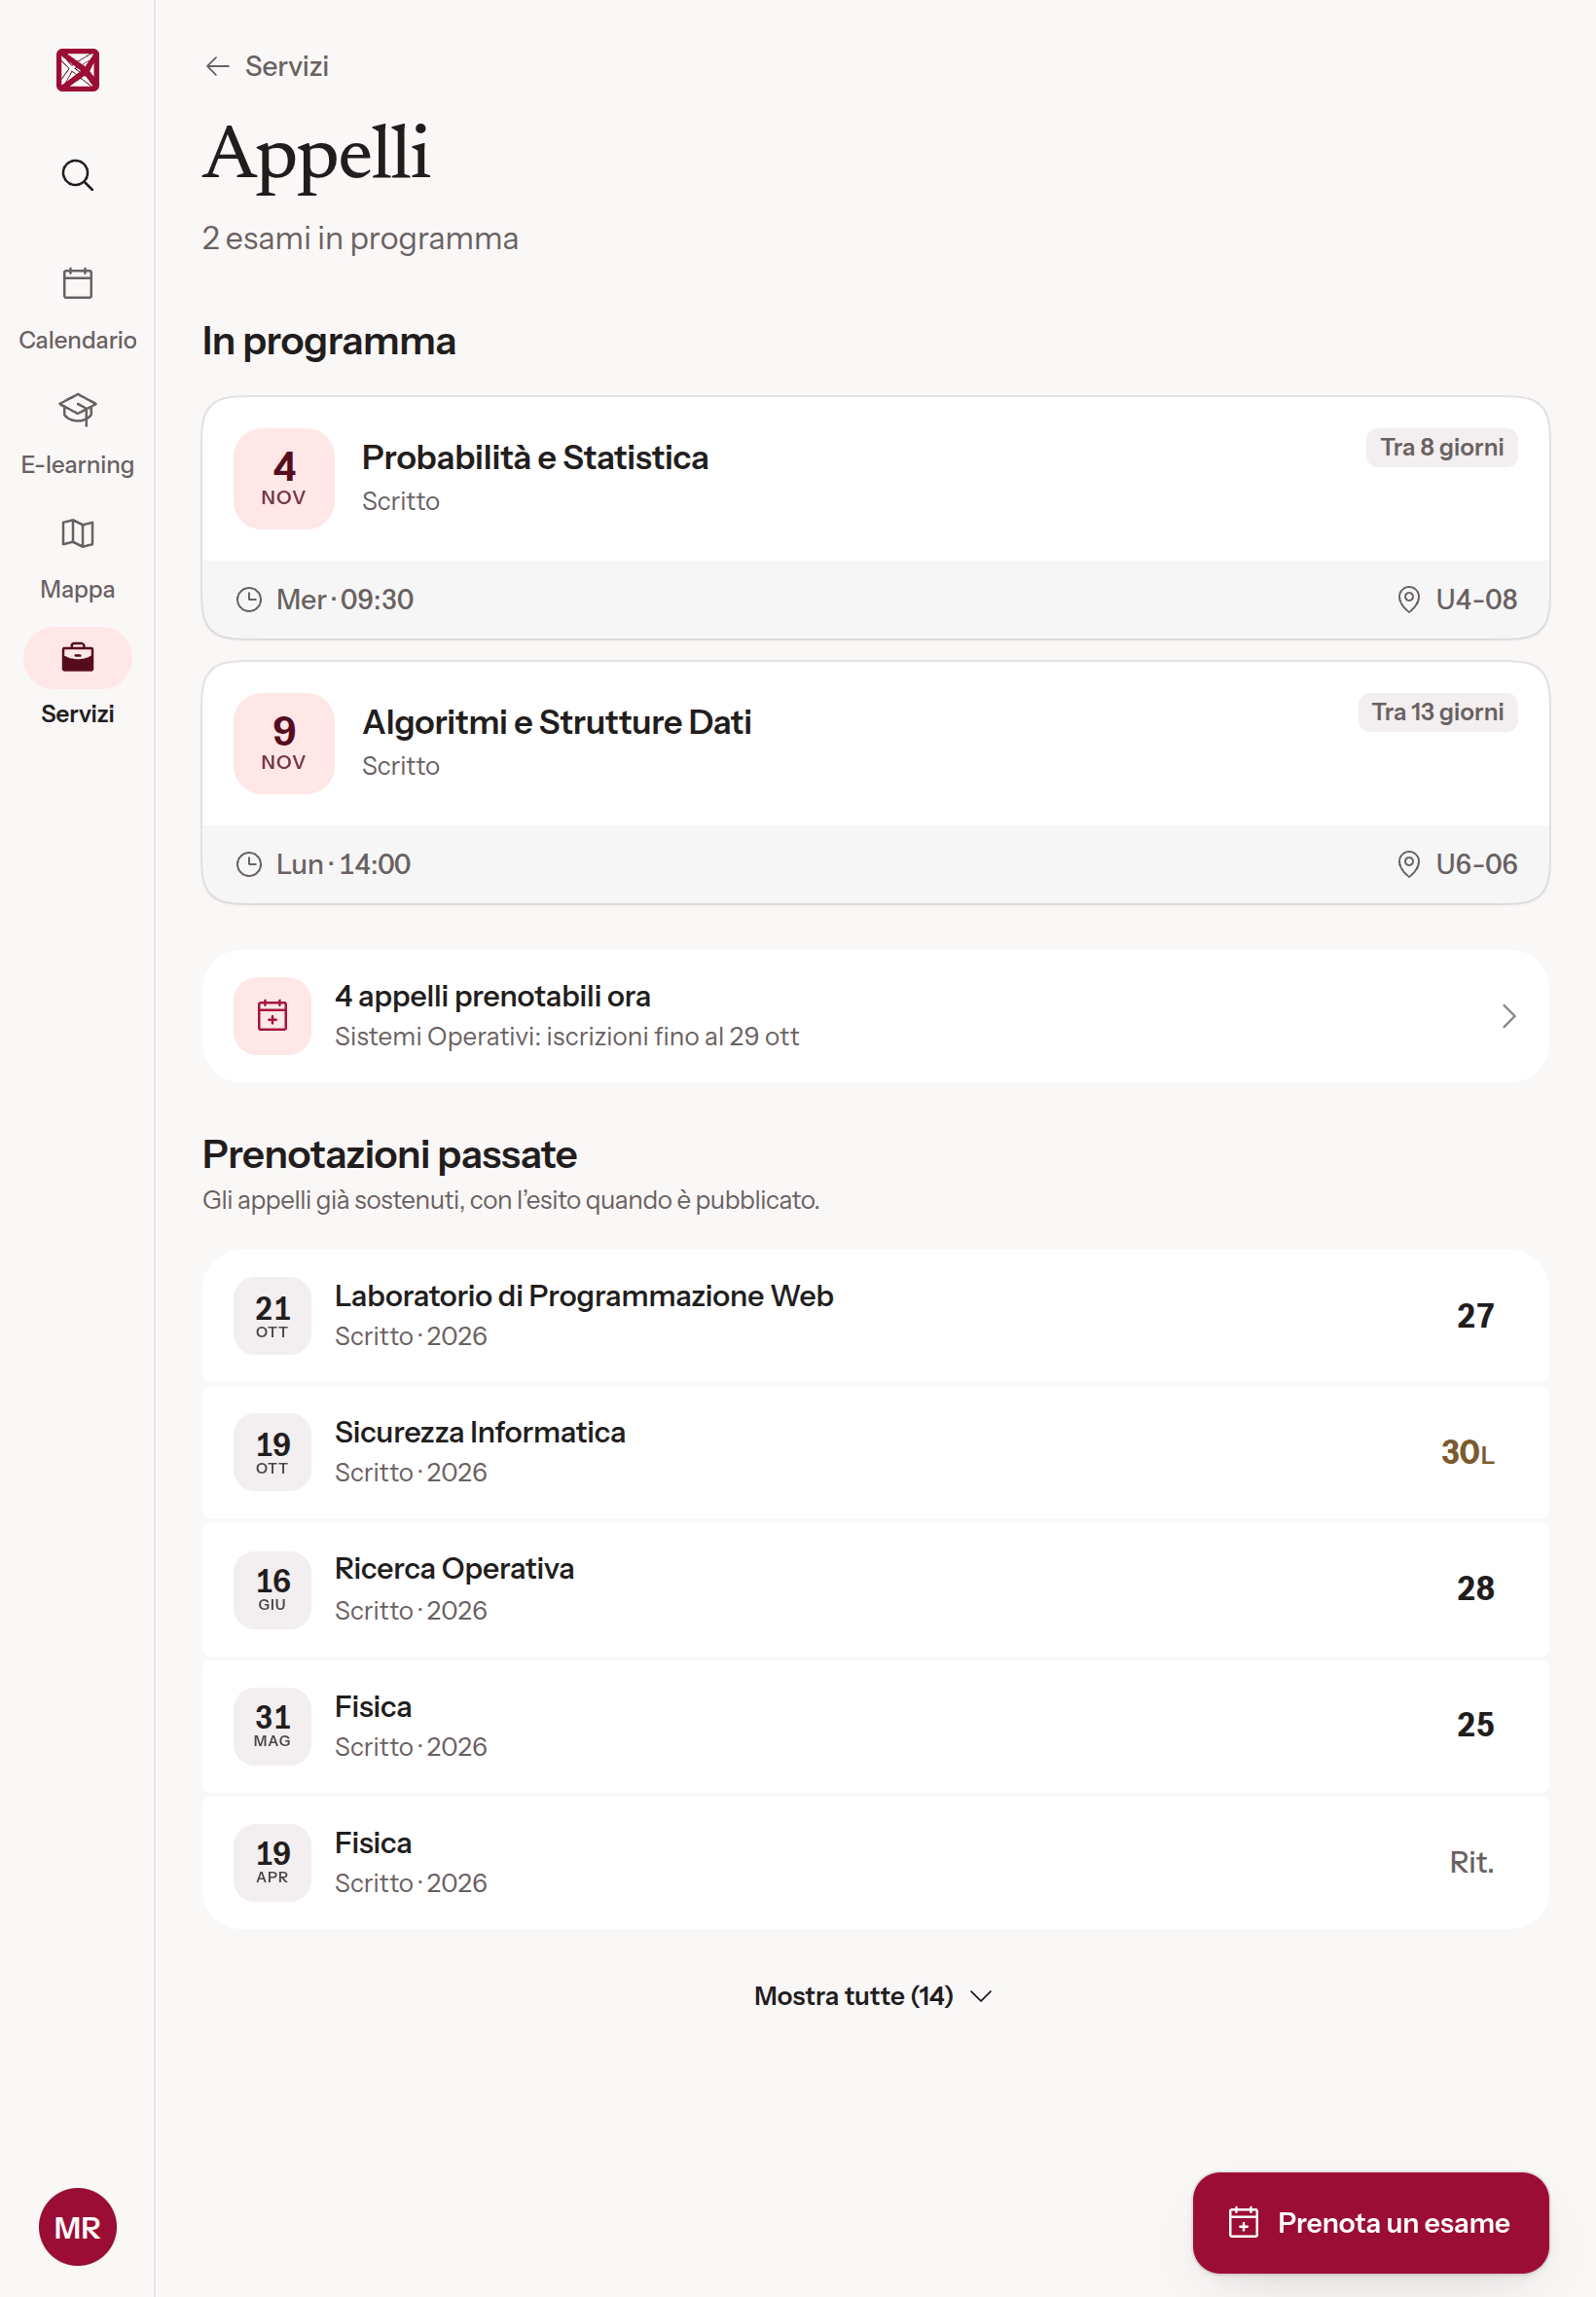 Servizi
Appelli
2 esami in programma
Calendario
E-learning
Mappa
Servizi
In programma
4
NOV
Probabilità e Statistica
Scritto
Tra 8 giorni
Mer · 09:30
U4-08
9
NOV
Algoritmi e Strutture Dati
Scritto
Tra 13 giorni
Lun · 14:00
U6-06
4 appelli prenotabili ora
Sistemi Operativi: iscrizioni fino al 29 ott
Prenotazioni passate
Gli appelli già sostenuti, con l’esito quando è pubblicato.
21
OTT
Laboratorio di Programmazione Web
Scritto · 2026
27
19
OTT
Sicurezza Informatica
Scritto · 2026
30L
16
GIU
Ricerca Operativa
Scritto · 2026
28
31
MAG
Fisica
Scritto · 2026
25
19
APR
Fisica
Scritto · 2026
Rit.
Mostra tutte (14)
MR
Prenota un esame